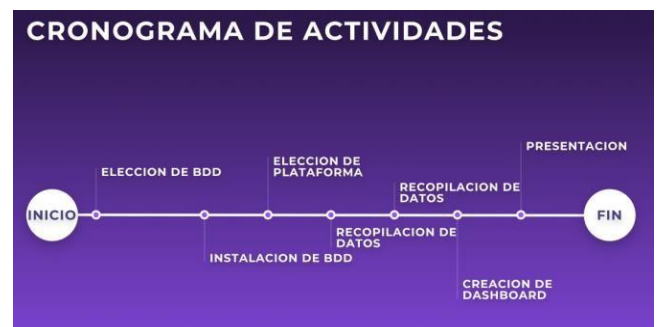 CRONOGRAMA DE ACTIVIDADES
INICIO
ELECCION DE BDD
INSTALACION DE BDD
ELECCION DE
PLATAFORMA
RECOPILACION DE
DATOS
RECOPILACION DE
DATOS
CREACION DE
DASHBOARD
PRESENTACION
FIN